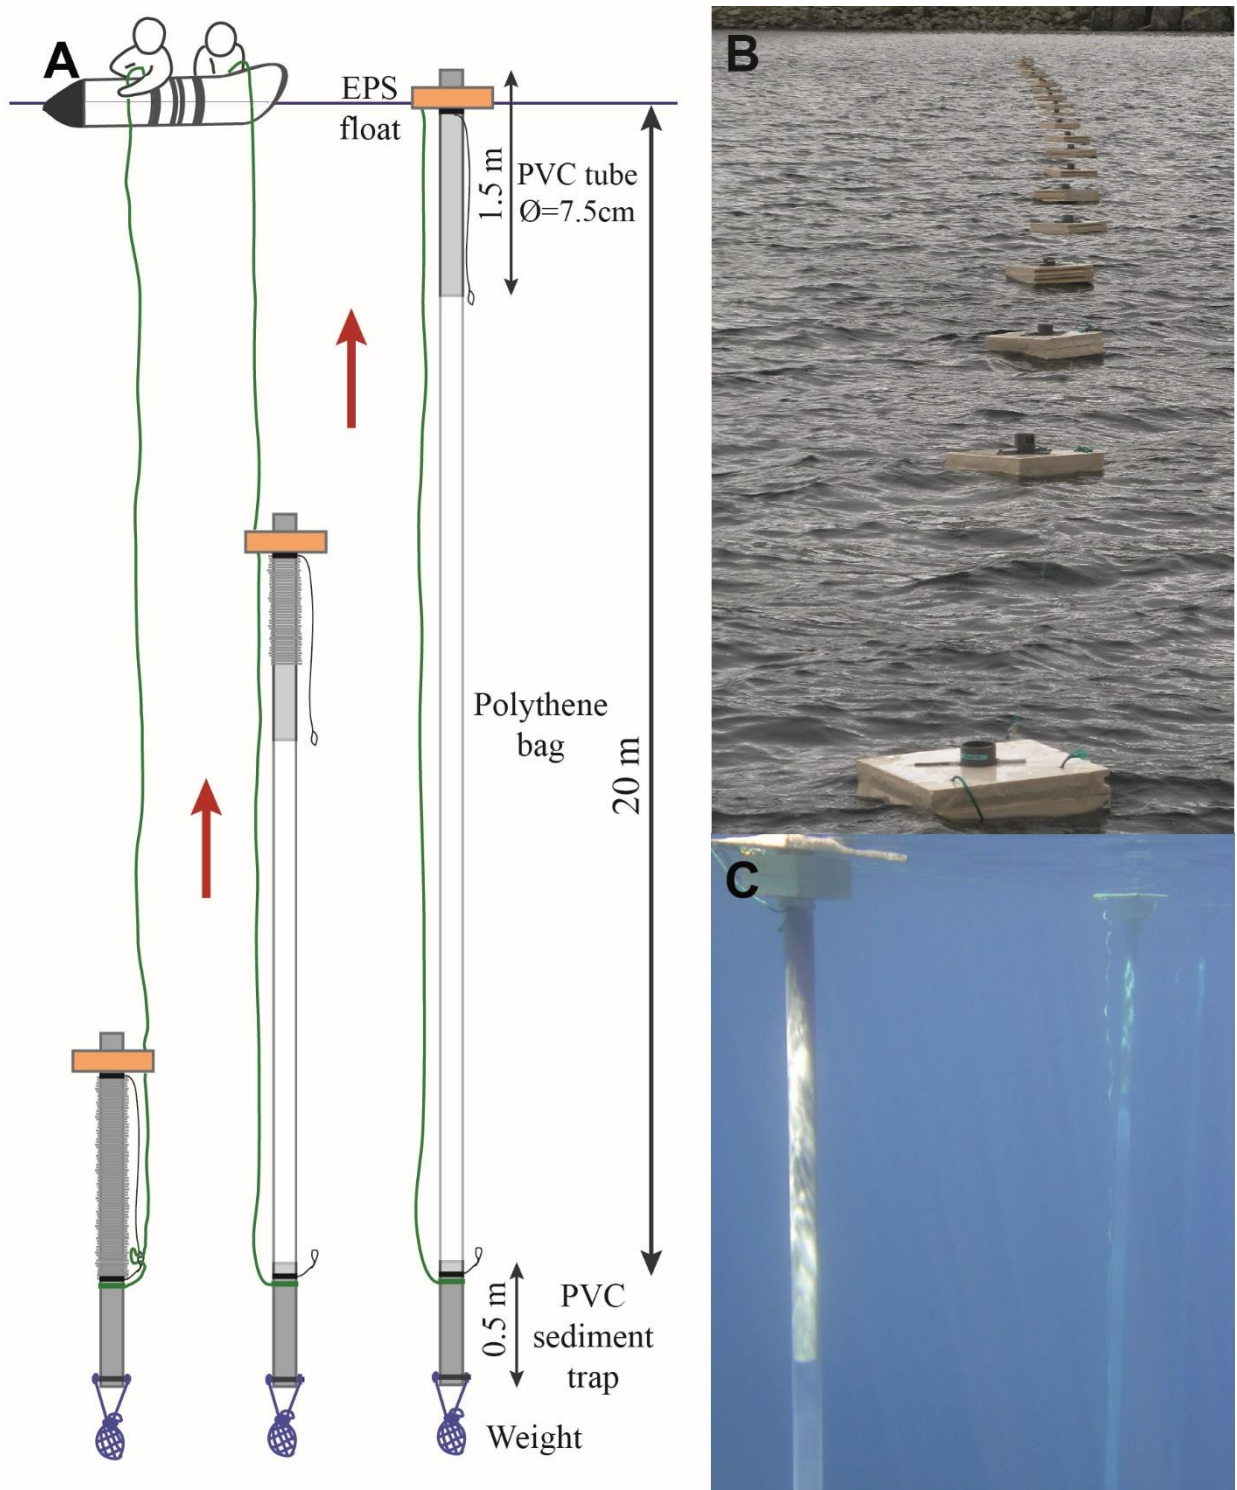 A
EPS
float
1.5 m
PVC tube
Ø=7.5cm
Polythene
bag
20 m
0.5 m
PVC
sediment
trap
Weight
B
C